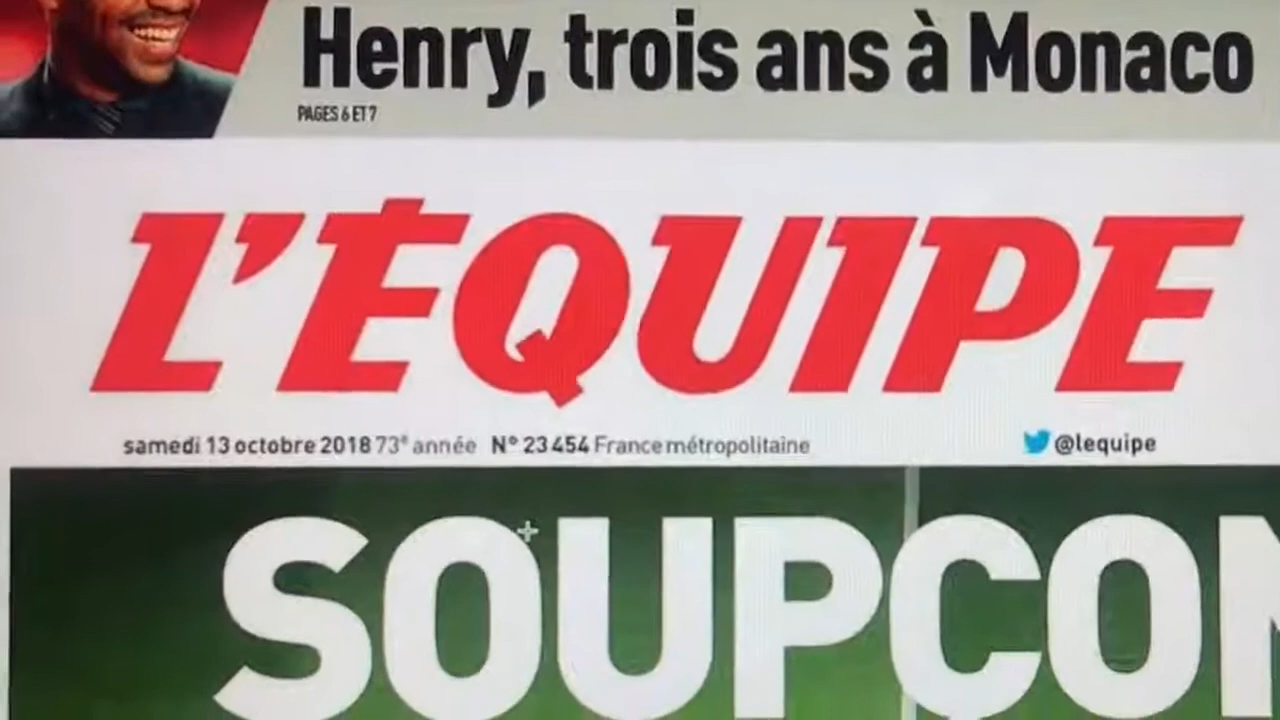 Henry, trois ans à Monaco
PAGES 6 ET 7
L'ÉQUIPE
samedi 13 octobre 2018 73e année N° 23 454 France métropolitaine
@lequipe
SOUPÇON